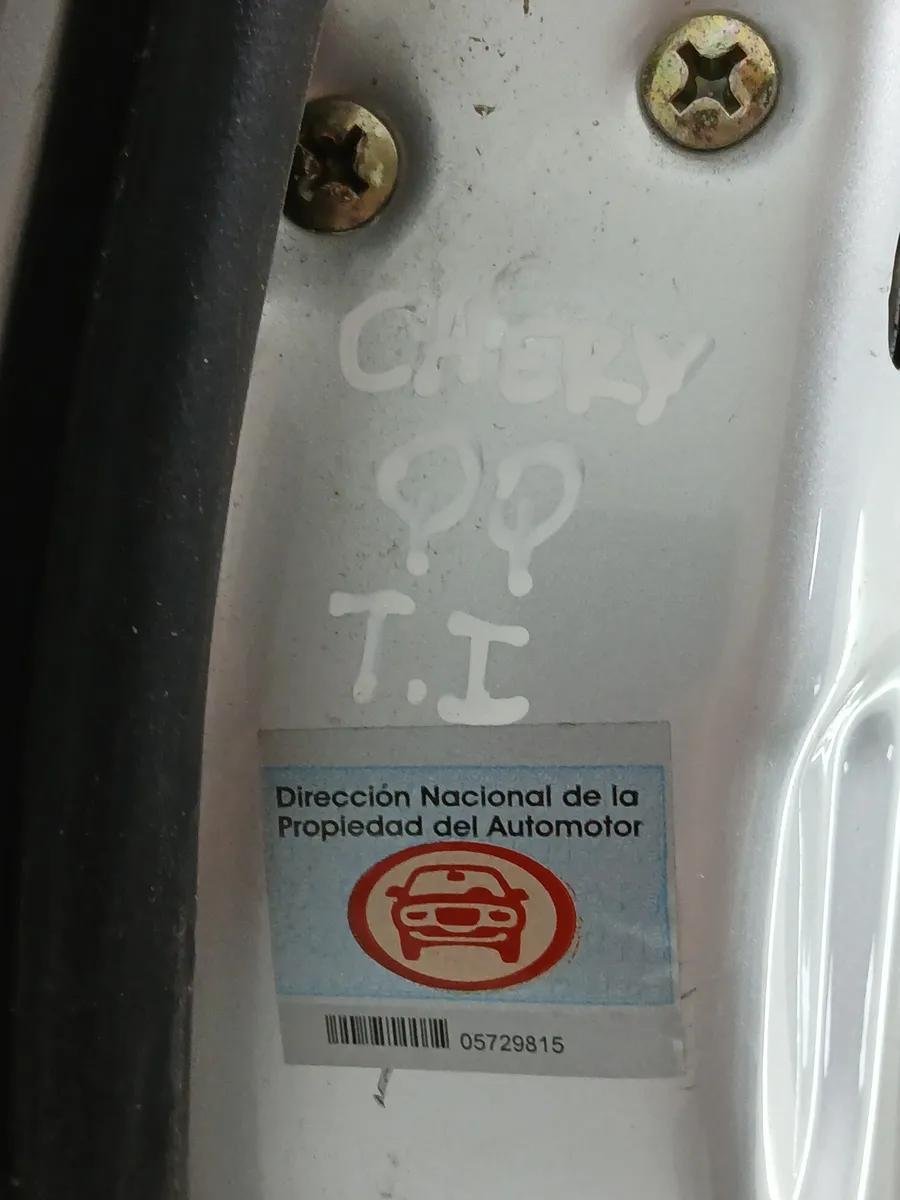 CHERY
QQ
T.I
Dirección Nacional de la
Propiedad del Automotor
05729815